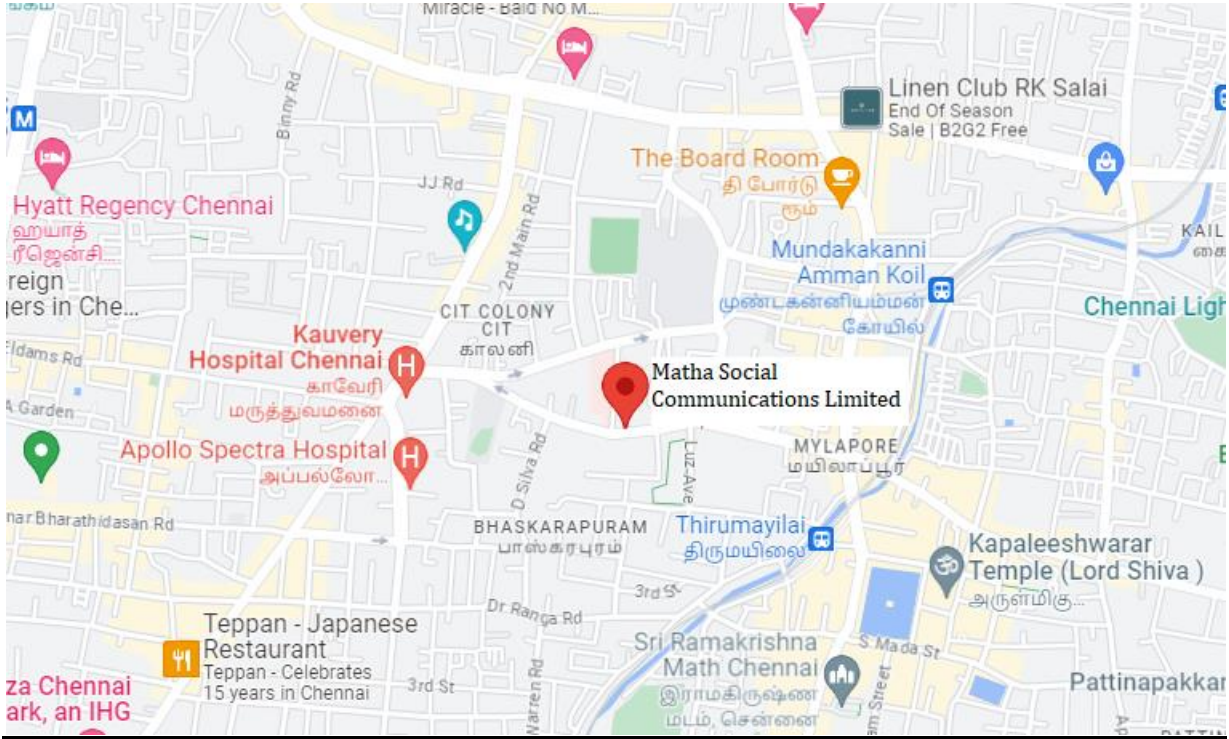 Miracle - Bald No M...
M
Binny Rd
Linen Club RK Salai
End Of Season
Sale | B2G2 Free
The Board Room
தி போர்டு
ரூம்
JJ Rd
Hyatt Regency Chennai
ஹயாத்
ரீஜென்சி...
2nd Main Rd
Mundakakanni
Amman Koil
முண்டகன்னியம்மன்
கோயில்
KAIL
கை
reign
ers in Che...
CIT COLONY
CIT
காலனி
Chennai Ligh
Kauvery
Hospital Chennai
காவேரி
மருத்துவமனை
H
Eldams Rd
A Garden
Matha Social
Communications Limited
Apollo Spectra Hospital
அப்பல்லோ...
H
D Silva Rd
Luz-Ave
MYLAPORE
மயிலாப்பூர்
nar Bharathidasan Rd
BHASKARAPURAM
பாஸ்கரபுரம்
Thirumayilai
திருமயிலை
Kapaleeshwarar
Temple (Lord Shiva )
அருள்மிகு...
3rd St
Dr Ranga Rd
Teppan - Japanese
Restaurant
Teppan - Celebrates
15 years in Chennai
3rd St
Warren Rd
Sri Ramakrishna
Math Chennai
இராமகிருஷ்ண
மடம், சென்னை
S Mada St
am Street
Pattinapakkar
za Chennai
ark, an IHG